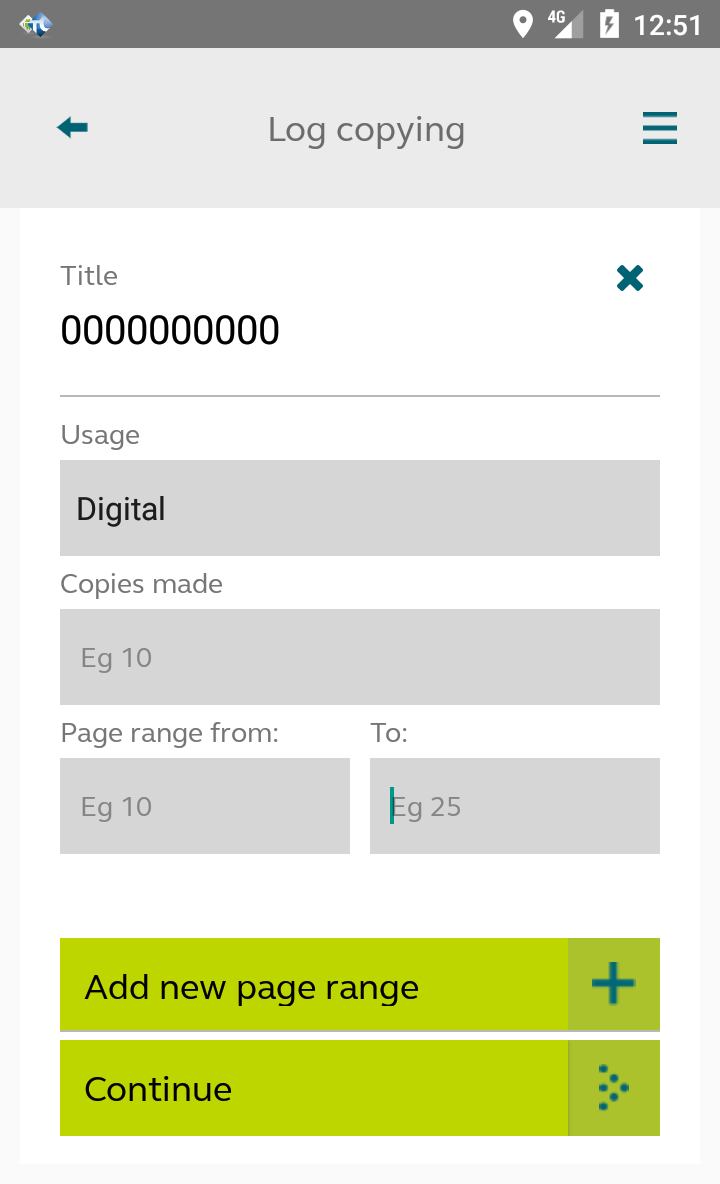 4G 12:51
Log copying
Title
0000000000
Usage
Digital
Copies made
Eg 10
Page range from: To:
Eg 10 Eg 25
Add new page range
Continue